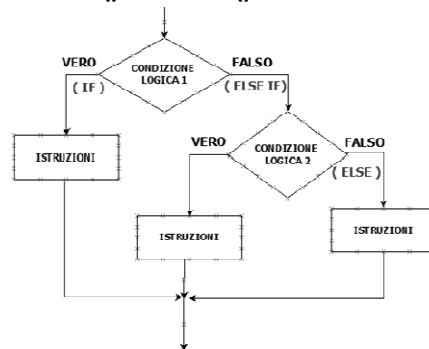 VERO
FALSO
CONDIZIONE
LOGICA 1
( IF )
( ELSE IF )
VERO
FALSO
CONDIZIONE
LOGICA 2
( ELSE )
ISTRUZIONI
ISTRUZIONI
ISTRUZIONI